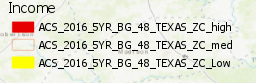 Income
ACS_2016_5YR_BG_48_TEXAS_ZC_high
ACS_2016_5YR_BG_48_TEXAS_ZC_med
ACS_2016_5YR_BG_48_TEXAS_ZC_Low